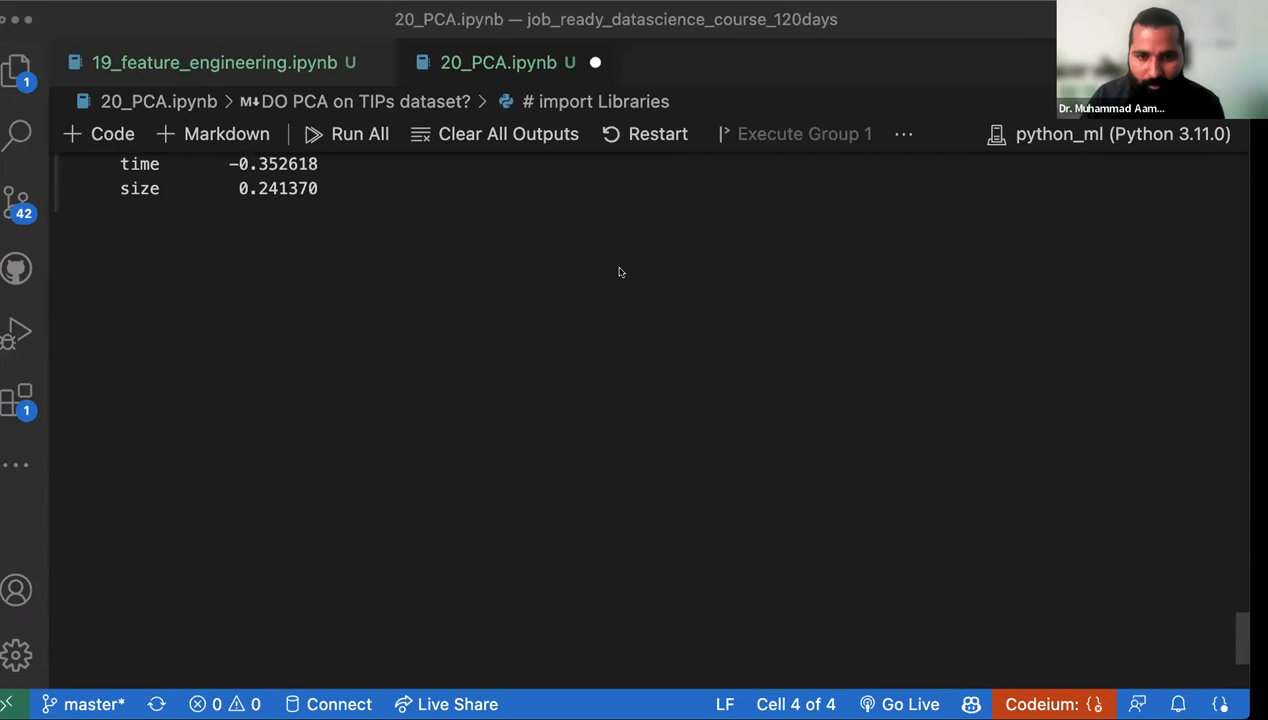 20_PCA.ipynb — job_ready_datascience_course_120days
19_feature_engineering.ipynb U
20_PCA.ipynb U
20_PCA.ipynb > M↓DO PCA on TIPs dataset? > # import Libraries
+ Code + Markdown | Run All Clear All Outputs Restart Execute Group 1 ... python_ml (Python 3.11.0)
Dr. Muhammad Aam...
time -0.352618
size 0.241370
1
42
1
master* 0 0 Connect Live Share LF Cell 4 of 4 Go Live Codeium: {}